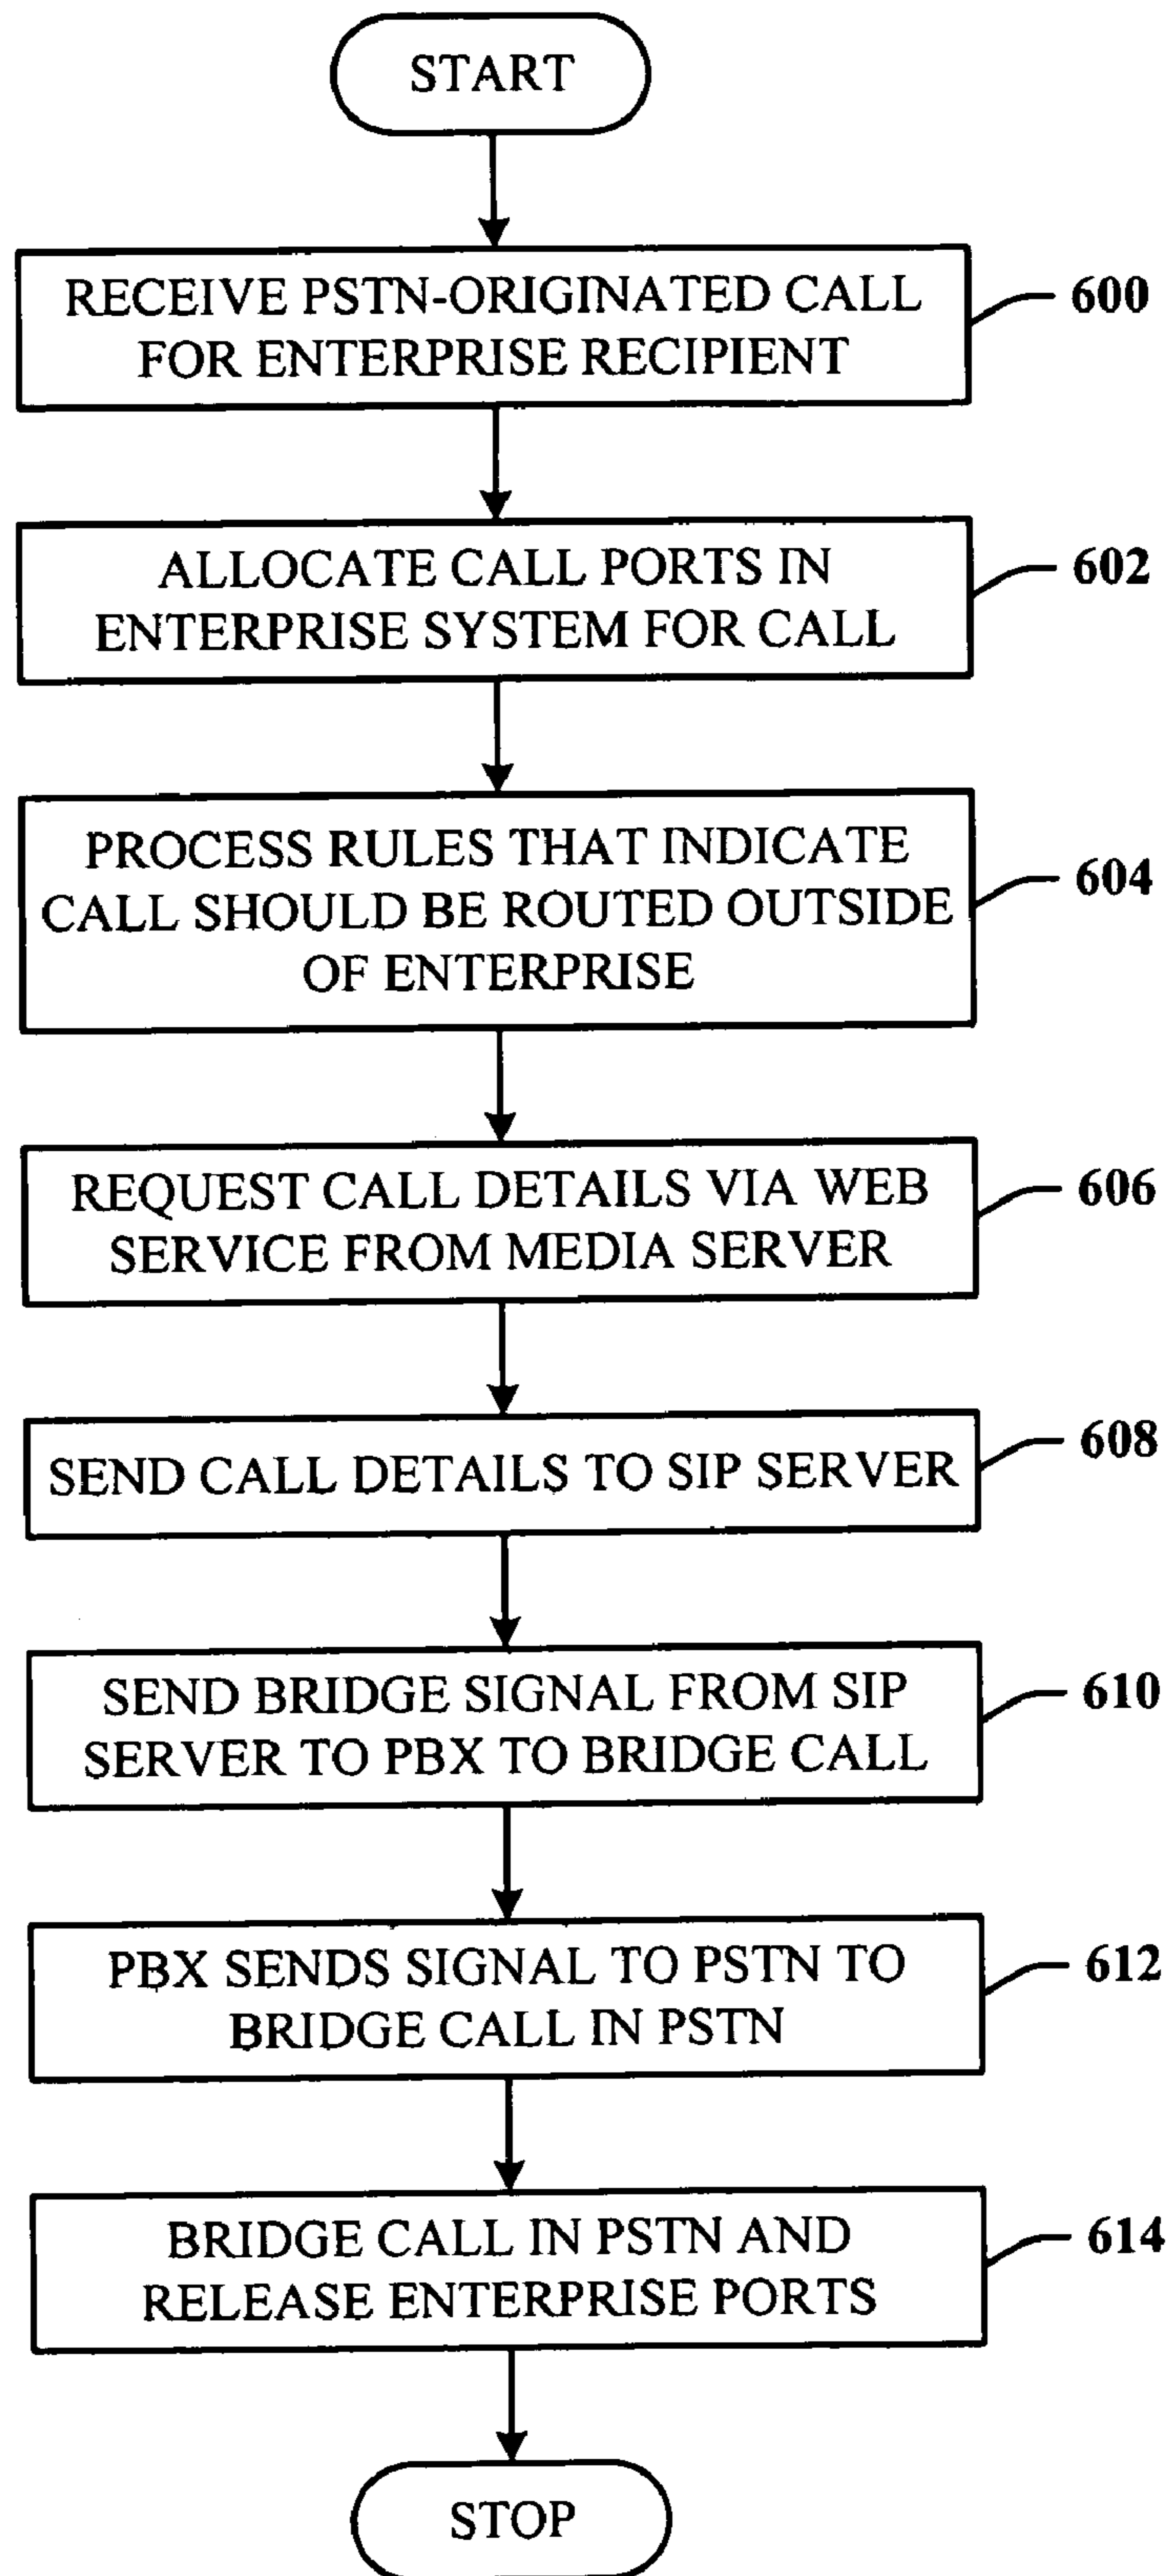 START
RECEIVE PSTN-ORIGINATED CALL
FOR ENTERPRISE RECIPIENT
600
ALLOCATE CALL PORTS IN
ENTERPRISE SYSTEM FOR CALL
602
PROCESS RULES THAT INDICATE
CALL SHOULD BE ROUTED OUTSIDE
OF ENTERPRISE
604
REQUEST CALL DETAILS VIA WEB
SERVICE FROM MEDIA SERVER
606
SEND CALL DETAILS TO SIP SERVER
608
SEND BRIDGE SIGNAL FROM SIP
SERVER TO PBX TO BRIDGE CALL
610
PBX SENDS SIGNAL TO PSTN TO
BRIDGE CALL IN PSTN
612
BRIDGE CALL IN PSTN AND
RELEASE ENTERPRISE PORTS
614
STOP